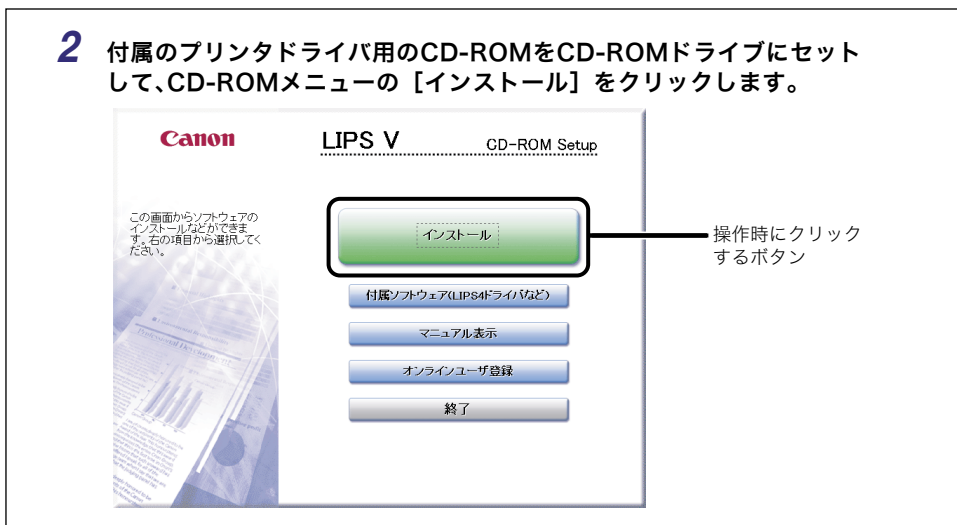 2 付属のプリンタドライバ用のCD-ROMをCD-ROMドライブにセット
して、CD-ROMメニューの［インストール］をクリックします。
Canon
LIPS V
CD-ROM Setup
この画面からソフトウェアの
インストールなどができま
す。右の項目から選択してく
ださい。
インストール
操作時にクリック
するボタン
付属ソフトウェア(LIPS4ドライバなど)
マニュアル表示
オンラインユーザ登録
終了